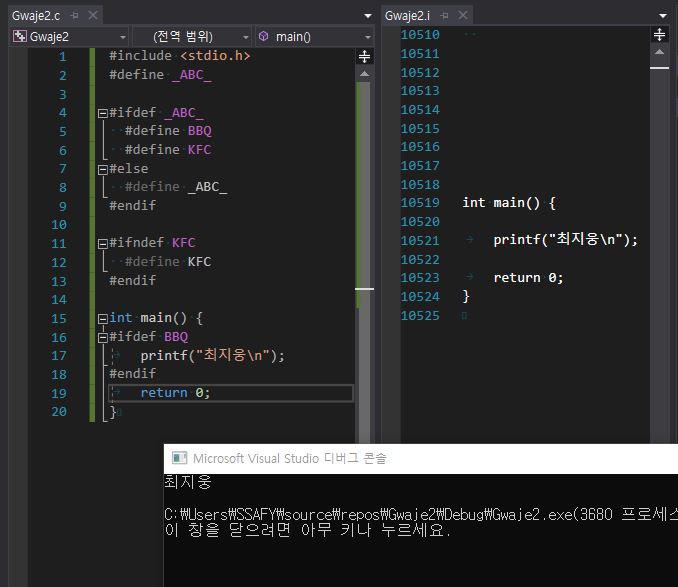 Gwaje2.c
Gwaje2
(전역 범위)
main()
1 #include <stdio.h>
2 #define _ABC_
3
4 #ifdef _ABC_
5 #define BBQ
6 #define KFC
7 #else
8 #define _ABC_
9 #endif
10
11 #ifndef KFC
12 #define KFC
13 #endif
14
15 int main() {
16 #ifdef BBQ
17 printf("최지웅\n");
18 #endif
19 return 0;
20 }
Gwaje2.i
10510
10511
10512
10513
10514
10515
10516
10517
10518
10519 int main() {
10520
10521 printf("최지웅\n");
10522
10523 return 0;
10524 }
10525
Microsoft Visual Studio 디버그 콘솔
최지웅
C:\Users\SSAFY\source\repos\Gwaje2\Debug\Gwaje2.exe(3680 프로세스
이 창을 닫으려면 아무 키나 누르세요.